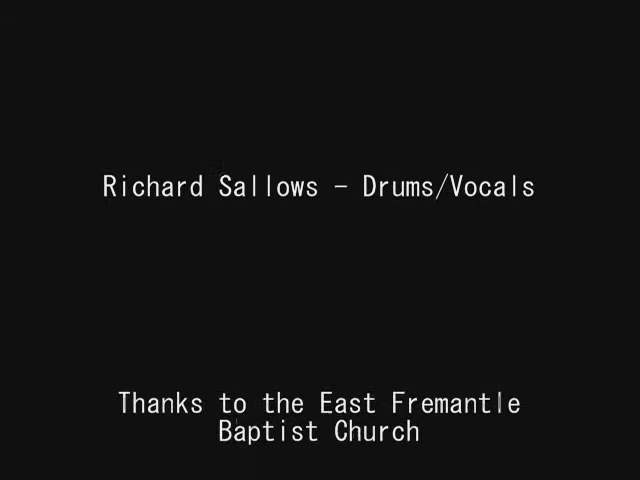 Richard Sallows - Drums/Vocals
Thanks to the East Fremantle
Baptist Church